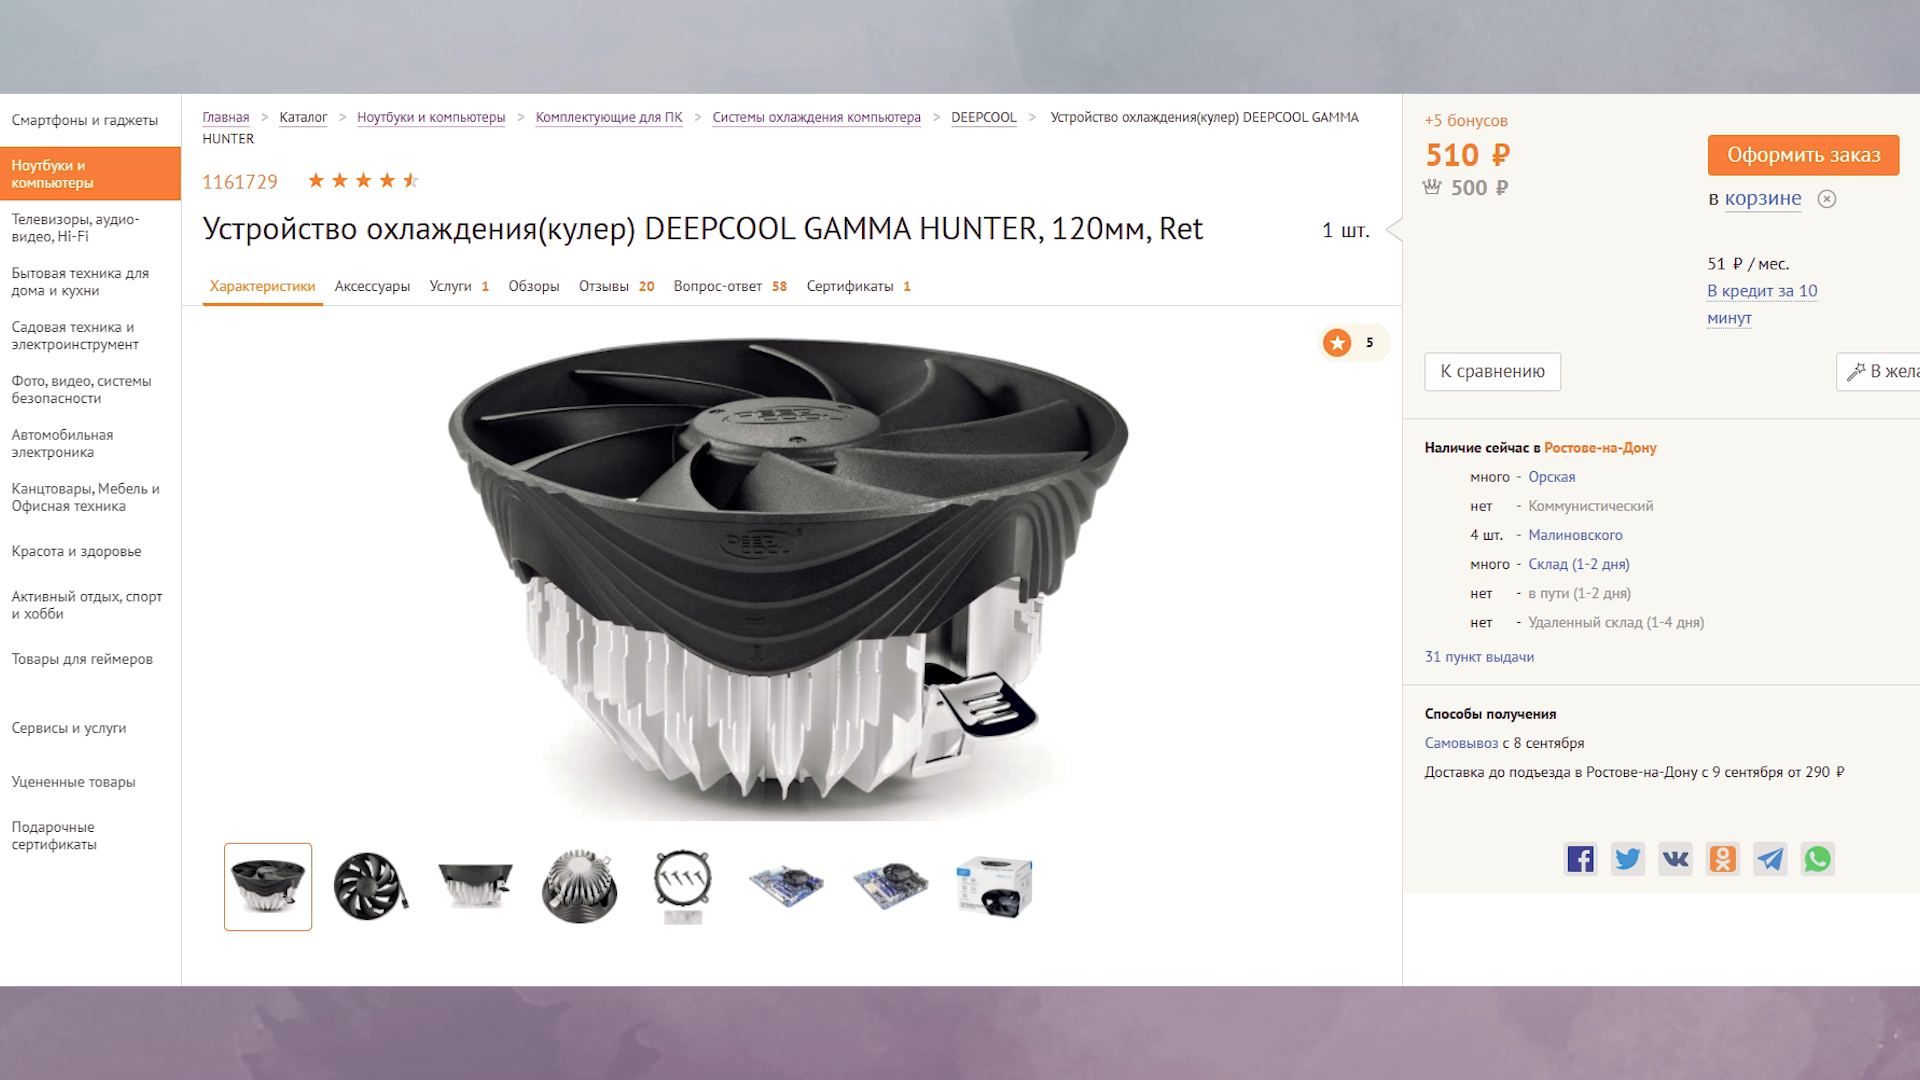 Смартфоны и гаджеты
Ноутбуки и
компьютеры
Телевизоры, аудио-
видео, Hi-Fi
Бытовая техника для
дома и кухни
Садовая техника и
электроинструмент
Фото, видео, системы
безопасности
Автомобильная
электроника
Канцтовары, Мебель и
Офисная техника
Красота и здоровье
Активный отдых, спорт
и хобби
Товары для геймеров
Сервисы и услуги
Уцененные товары
Подарочные
сертификаты
Главная > Каталог > Ноутбуки и компьютеры > Комплектующие для ПК > Системы охлаждения компьютера > DEEPCOOL > Устройство охлаждения(кулер) DEEPCOOL GAMMA
HUNTER
1161729
Устройство охлаждения(кулер) DEEPCOOL GAMMA HUNTER, 120мм, Ret
1 шт.
Характеристики Аксессуары Услуги 1 Обзоры Отзывы 20 Вопрос-ответ 58 Сертификаты 1
5
DEEP
COOL
DEEP
COOL
+5 бонусов
510 ₽
500 ₽
Оформить заказ
в корзине
51 ₽ / мес.
В кредит за 10
минут
К сравнению
В жела
Наличие сейчас в Ростове-на-Дону
много - Орская
нет - Коммунистический
4 шт. - Малиновского
много - Склад (1-2 дня)
нет - в пути (1-2 дня)
нет - Удаленный склад (1-4 дня)
31 пункт выдачи
Способы получения
Самовывоз с 8 сентября
Доставка до подъезда в Ростове-на-Дону с 9 сентября от 290 ₽